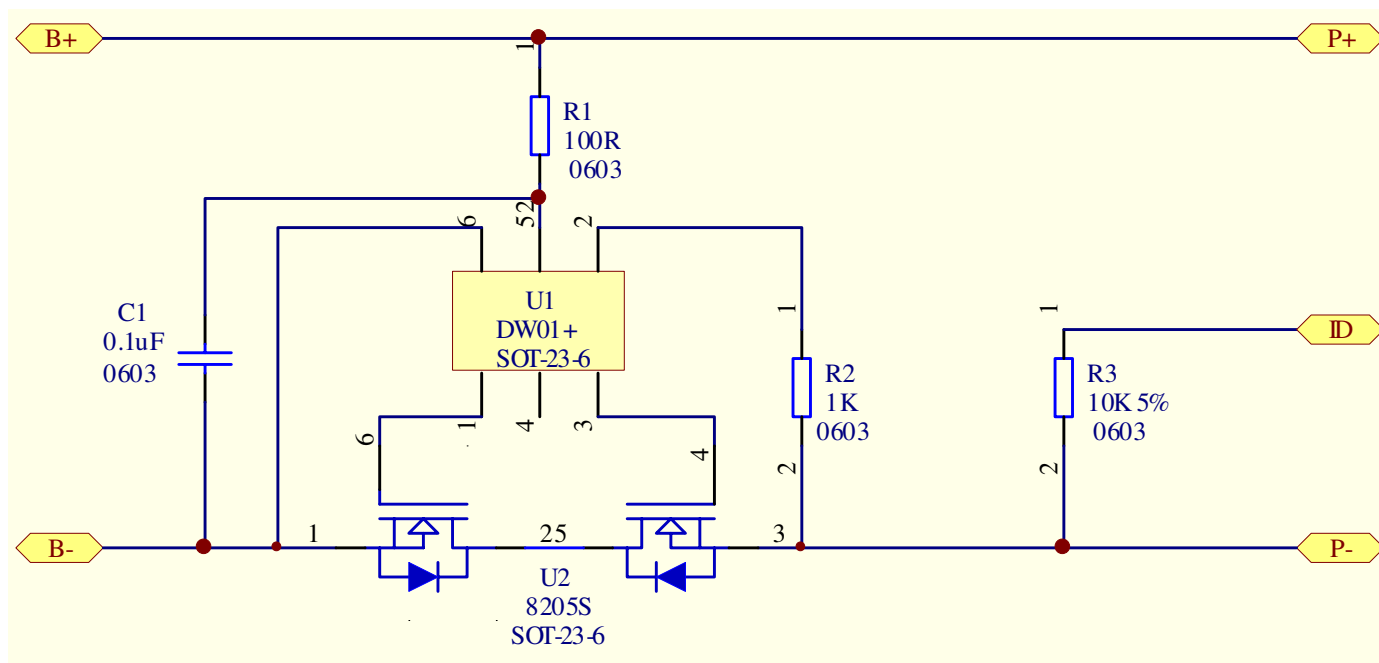 B+
P+
1
R1
100R
0603
6
52
2
C1
0.1uF
0603
U1
DW01+
SOT-23-6
1
1
ID
R2
1K
0603
R3
10K 5%
0603
1
4
3
6
4
2
2
B-
1
25
3
P-
U2
8205S
SOT-23-6